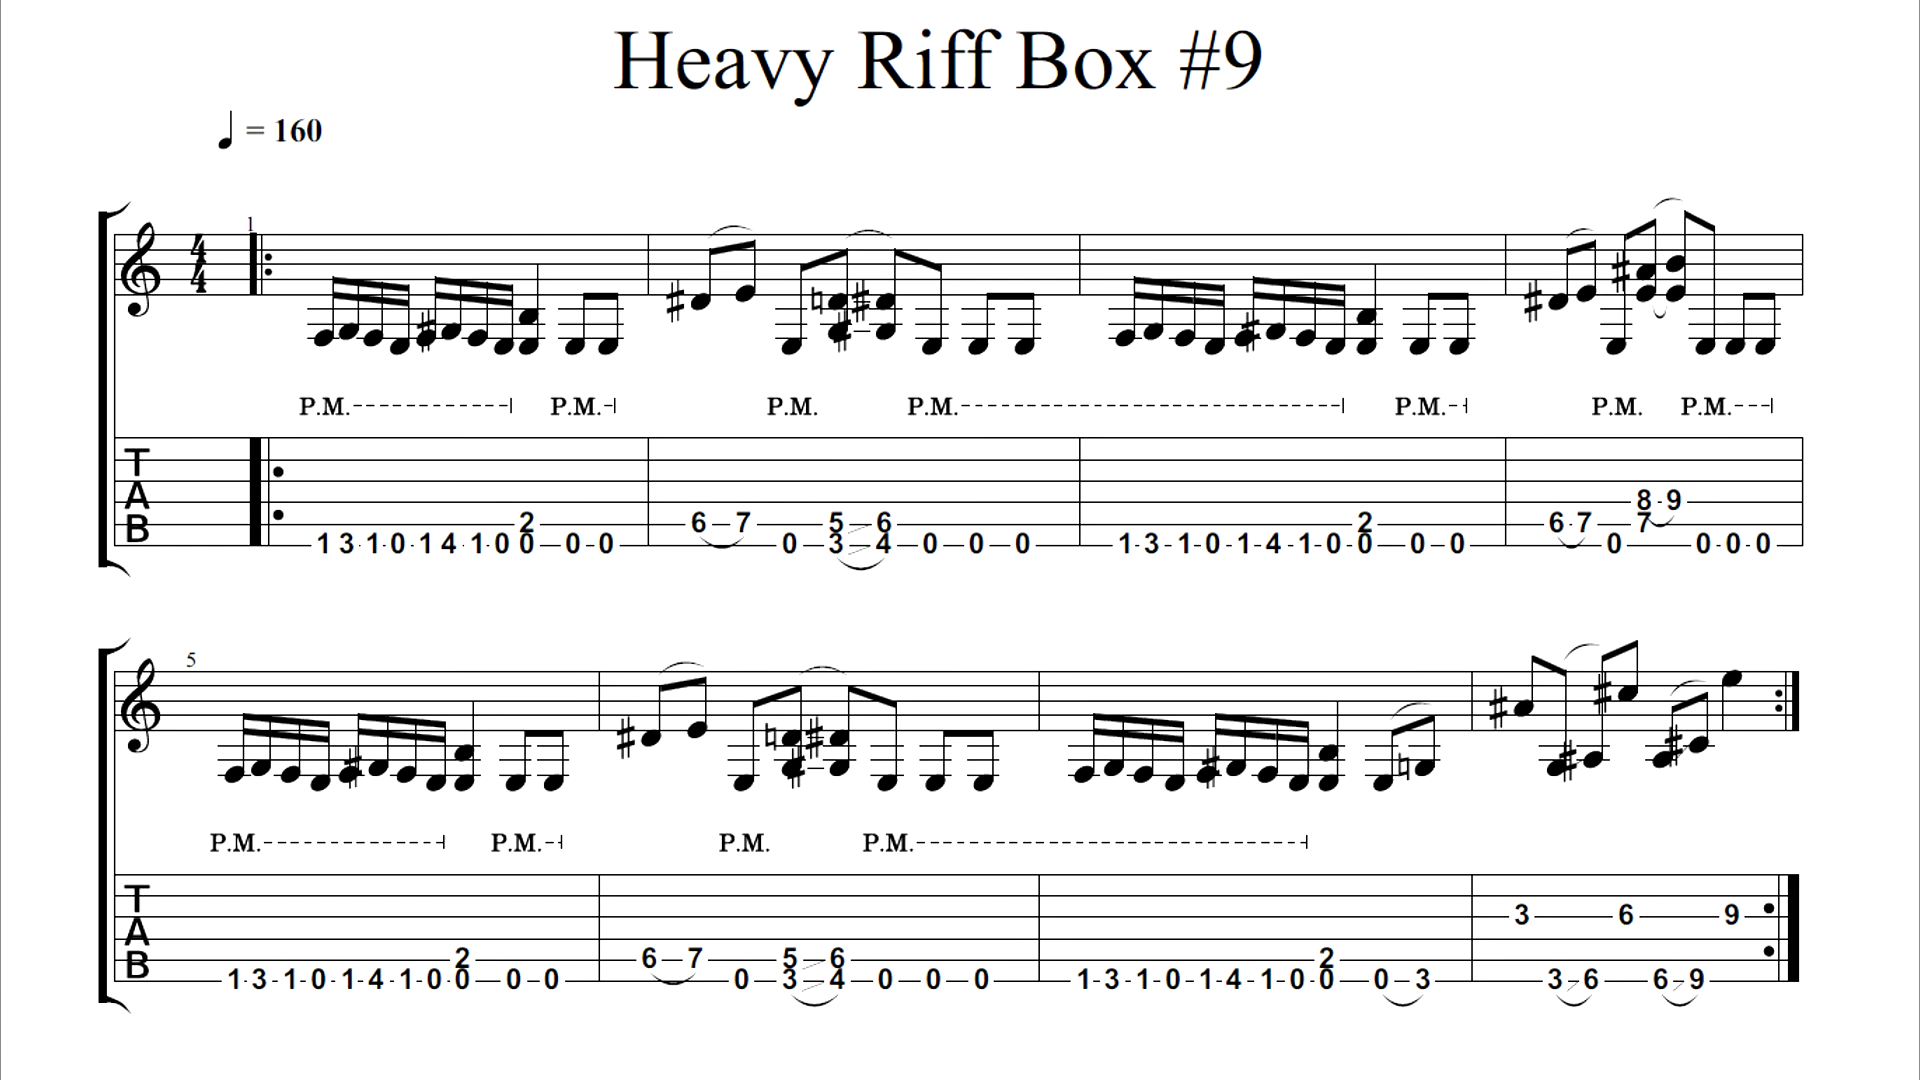 Heavy Riff Box #9
♩ = 160
1
4
4
P.M. P.M. P.M. P.M. P.M. P.M. P.M.
T
A
B
8 9
2 6 7 5 6 2 6 7 7
1 3 1 0 1 4 1 0 0 0 0 0 3 4 0 0 0 1 3 1 0 1 4 1 0 0 0 0 0 0 0 0
5
P.M. P.M. P.M. P.M.
T
A
B
3 6 9
2 6 7 5 6 2
1 3 1 0 1 4 1 0 0 0 0 0 3 4 0 0 0 1 3 1 0 1 4 1 0 0 0 3 3 6 6 9